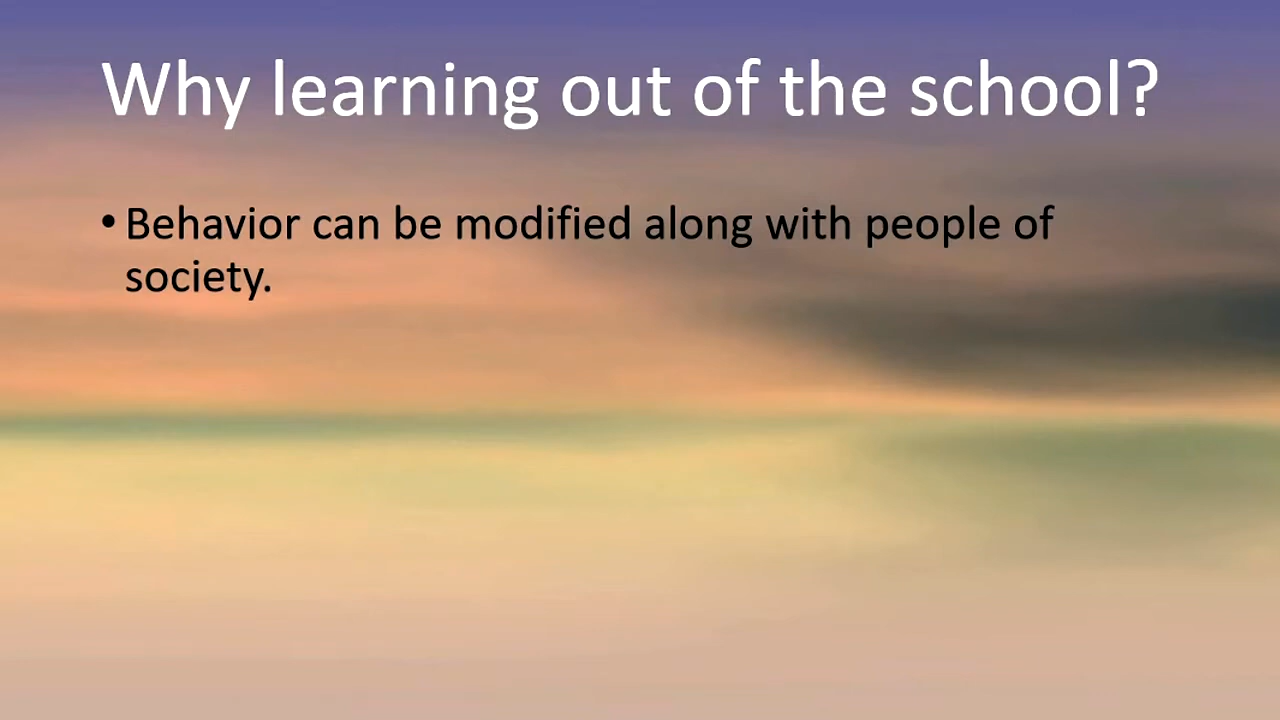 Why learning out of the school?
• Behavior can be modified along with people of
society.